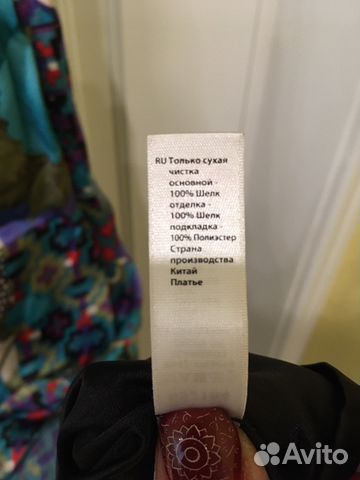 RU Только сухая
чистка
основной -
100% Шелк
отделка -
100% Шелк
подкладка -
100% Полиэстер
Страна
производства
Китай
Платье
Avito